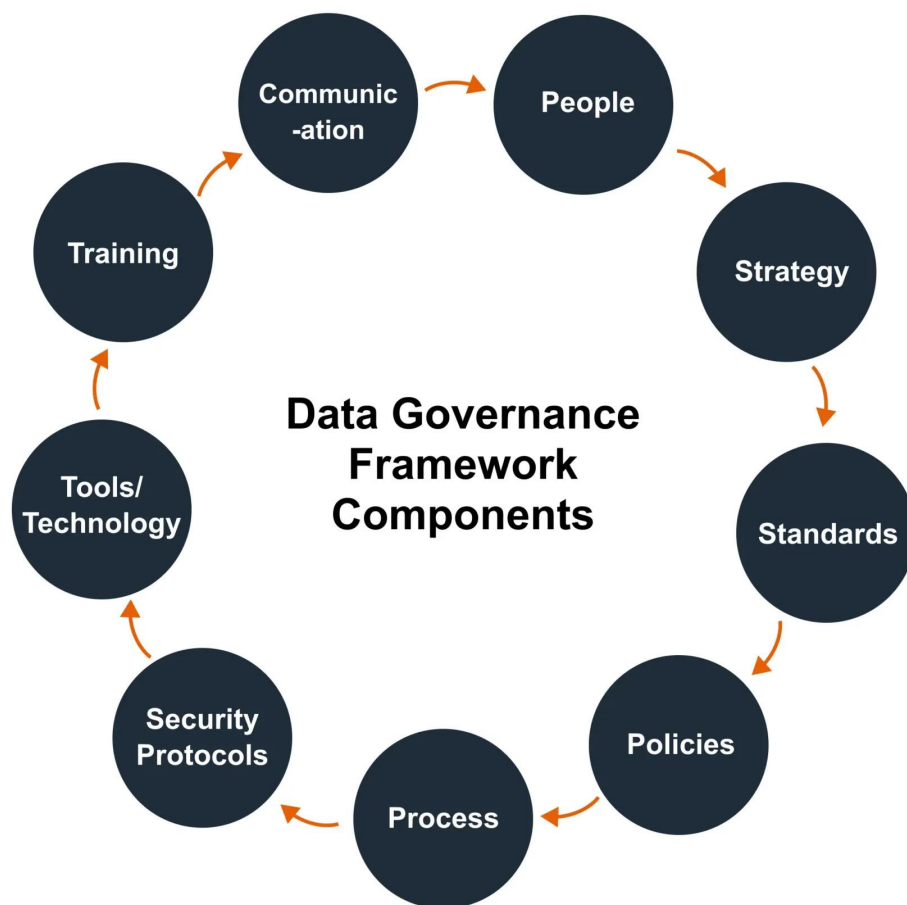 Communic
-ation
People
Strategy
Standards
Policies
Process
Security
Protocols
Tools/
Technology
Training
Data Governance
Framework
Components